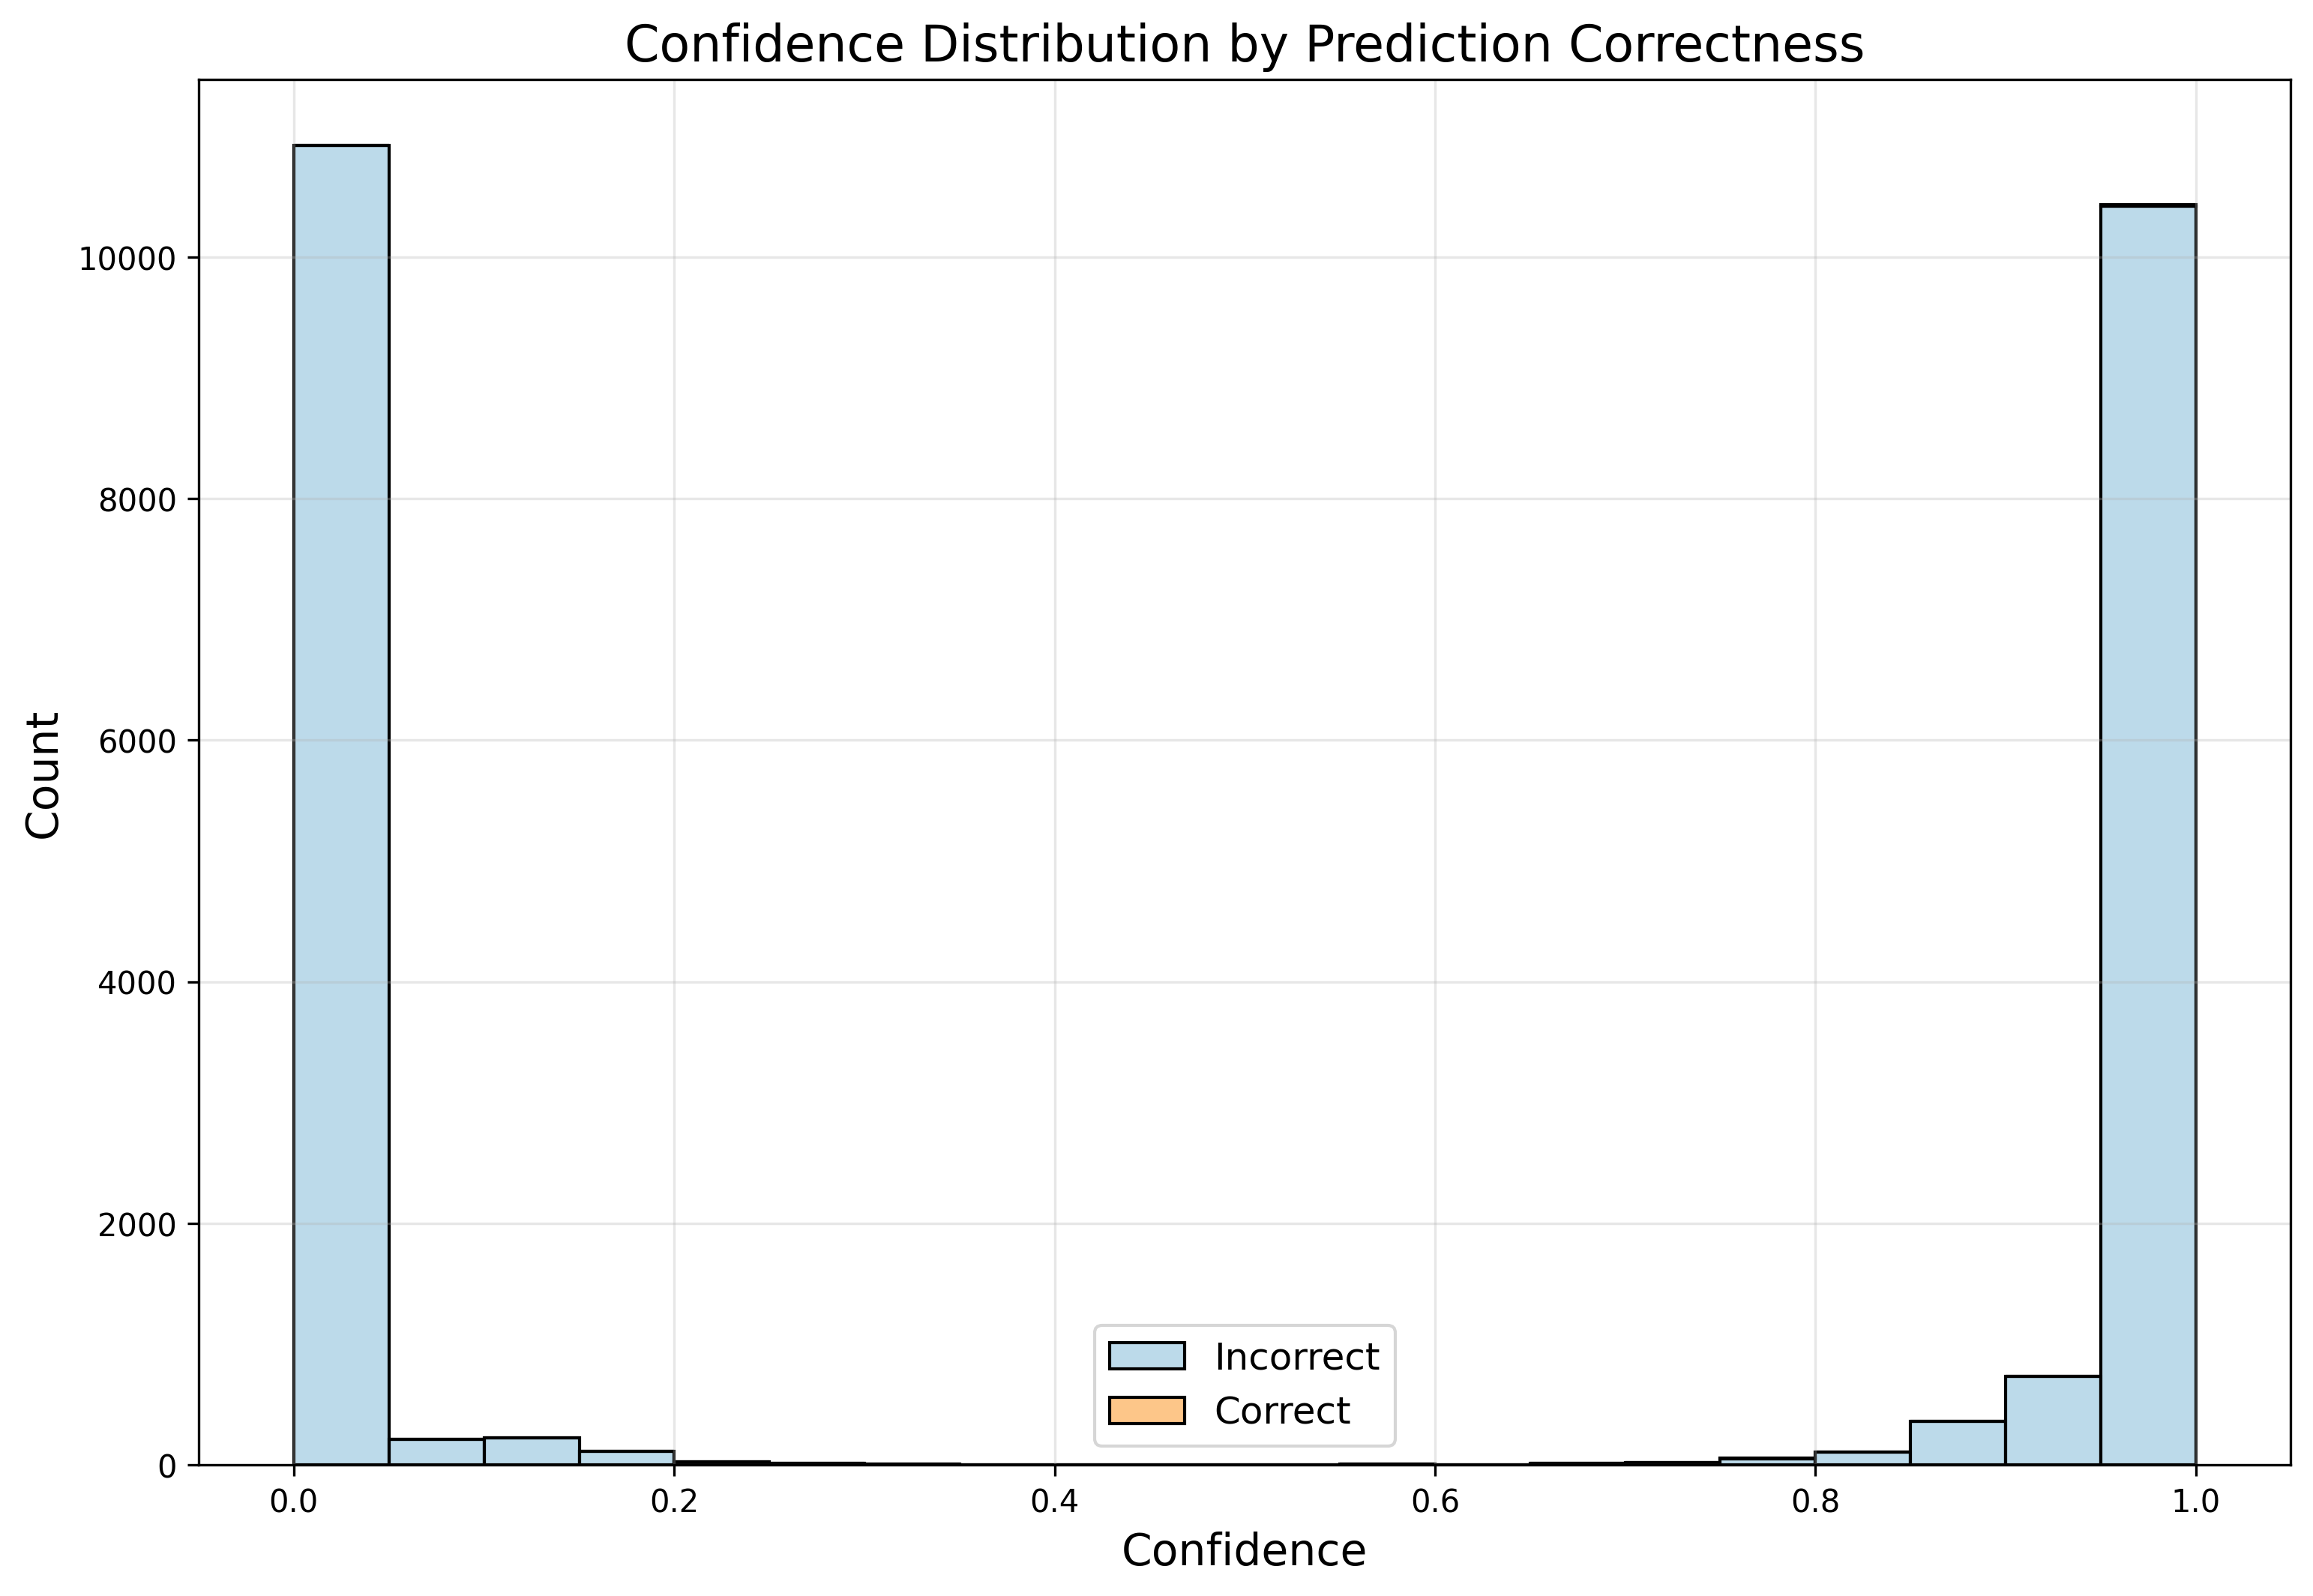 Confidence Distribution by Prediction Correctness
Count
10000
8000
6000
4000
2000
0
Incorrect
Correct
0.0 0.2 0.4 0.6 0.8 1.0
Confidence